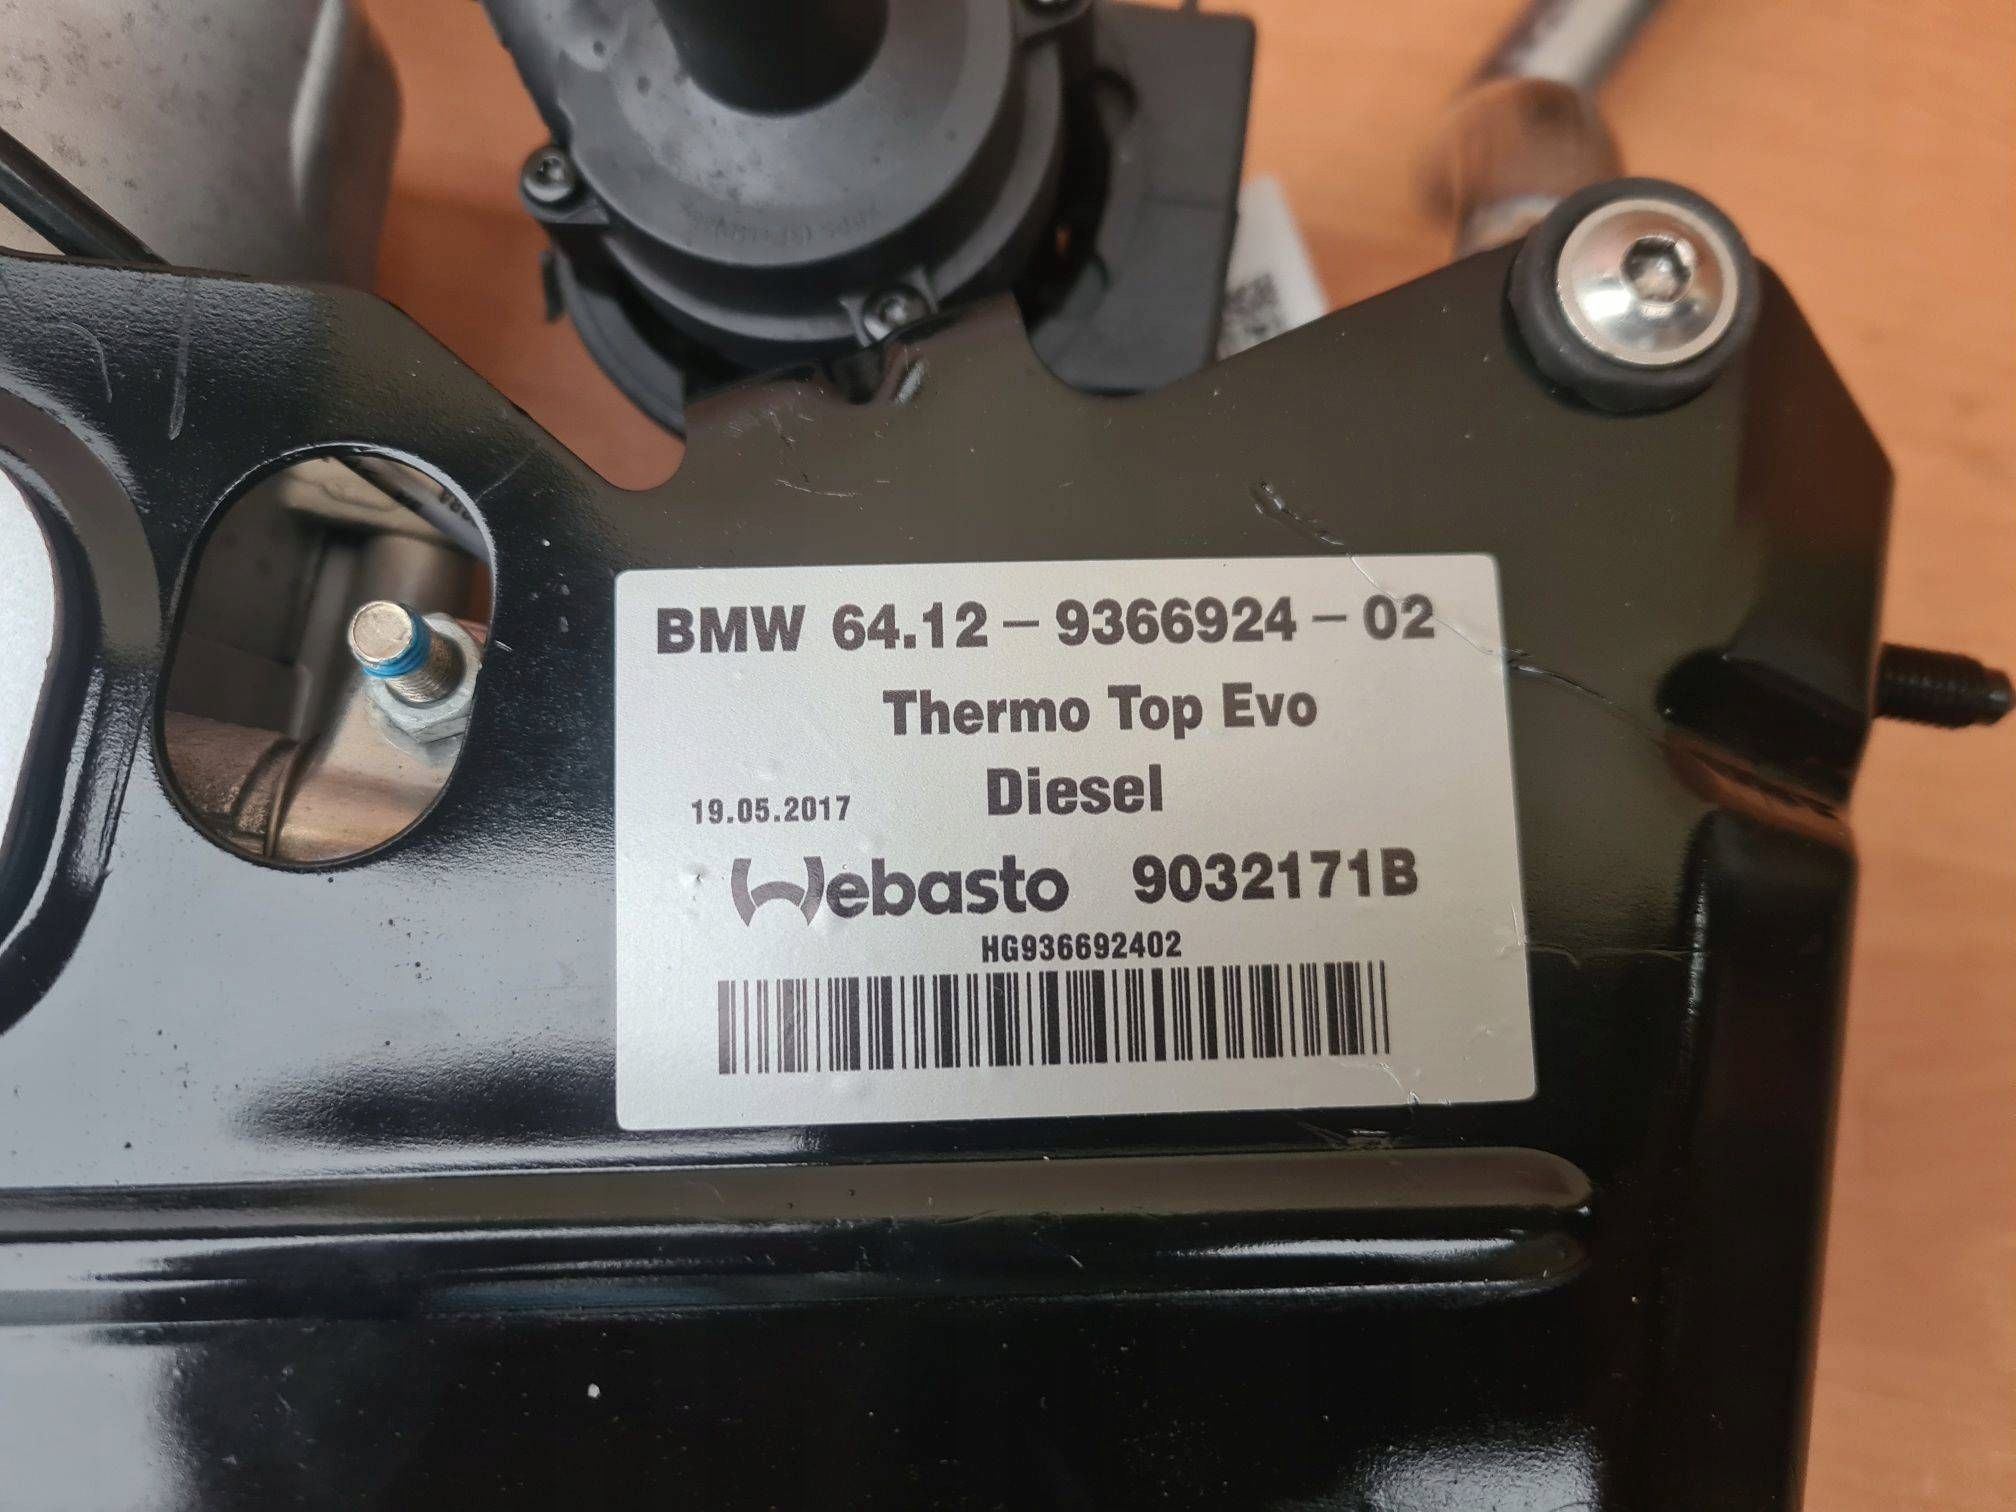 BMW 64.12 – 9366924 – 02
Thermo Top Evo
Diesel
19.05.2017
Webasto 9032171B
HG936692402